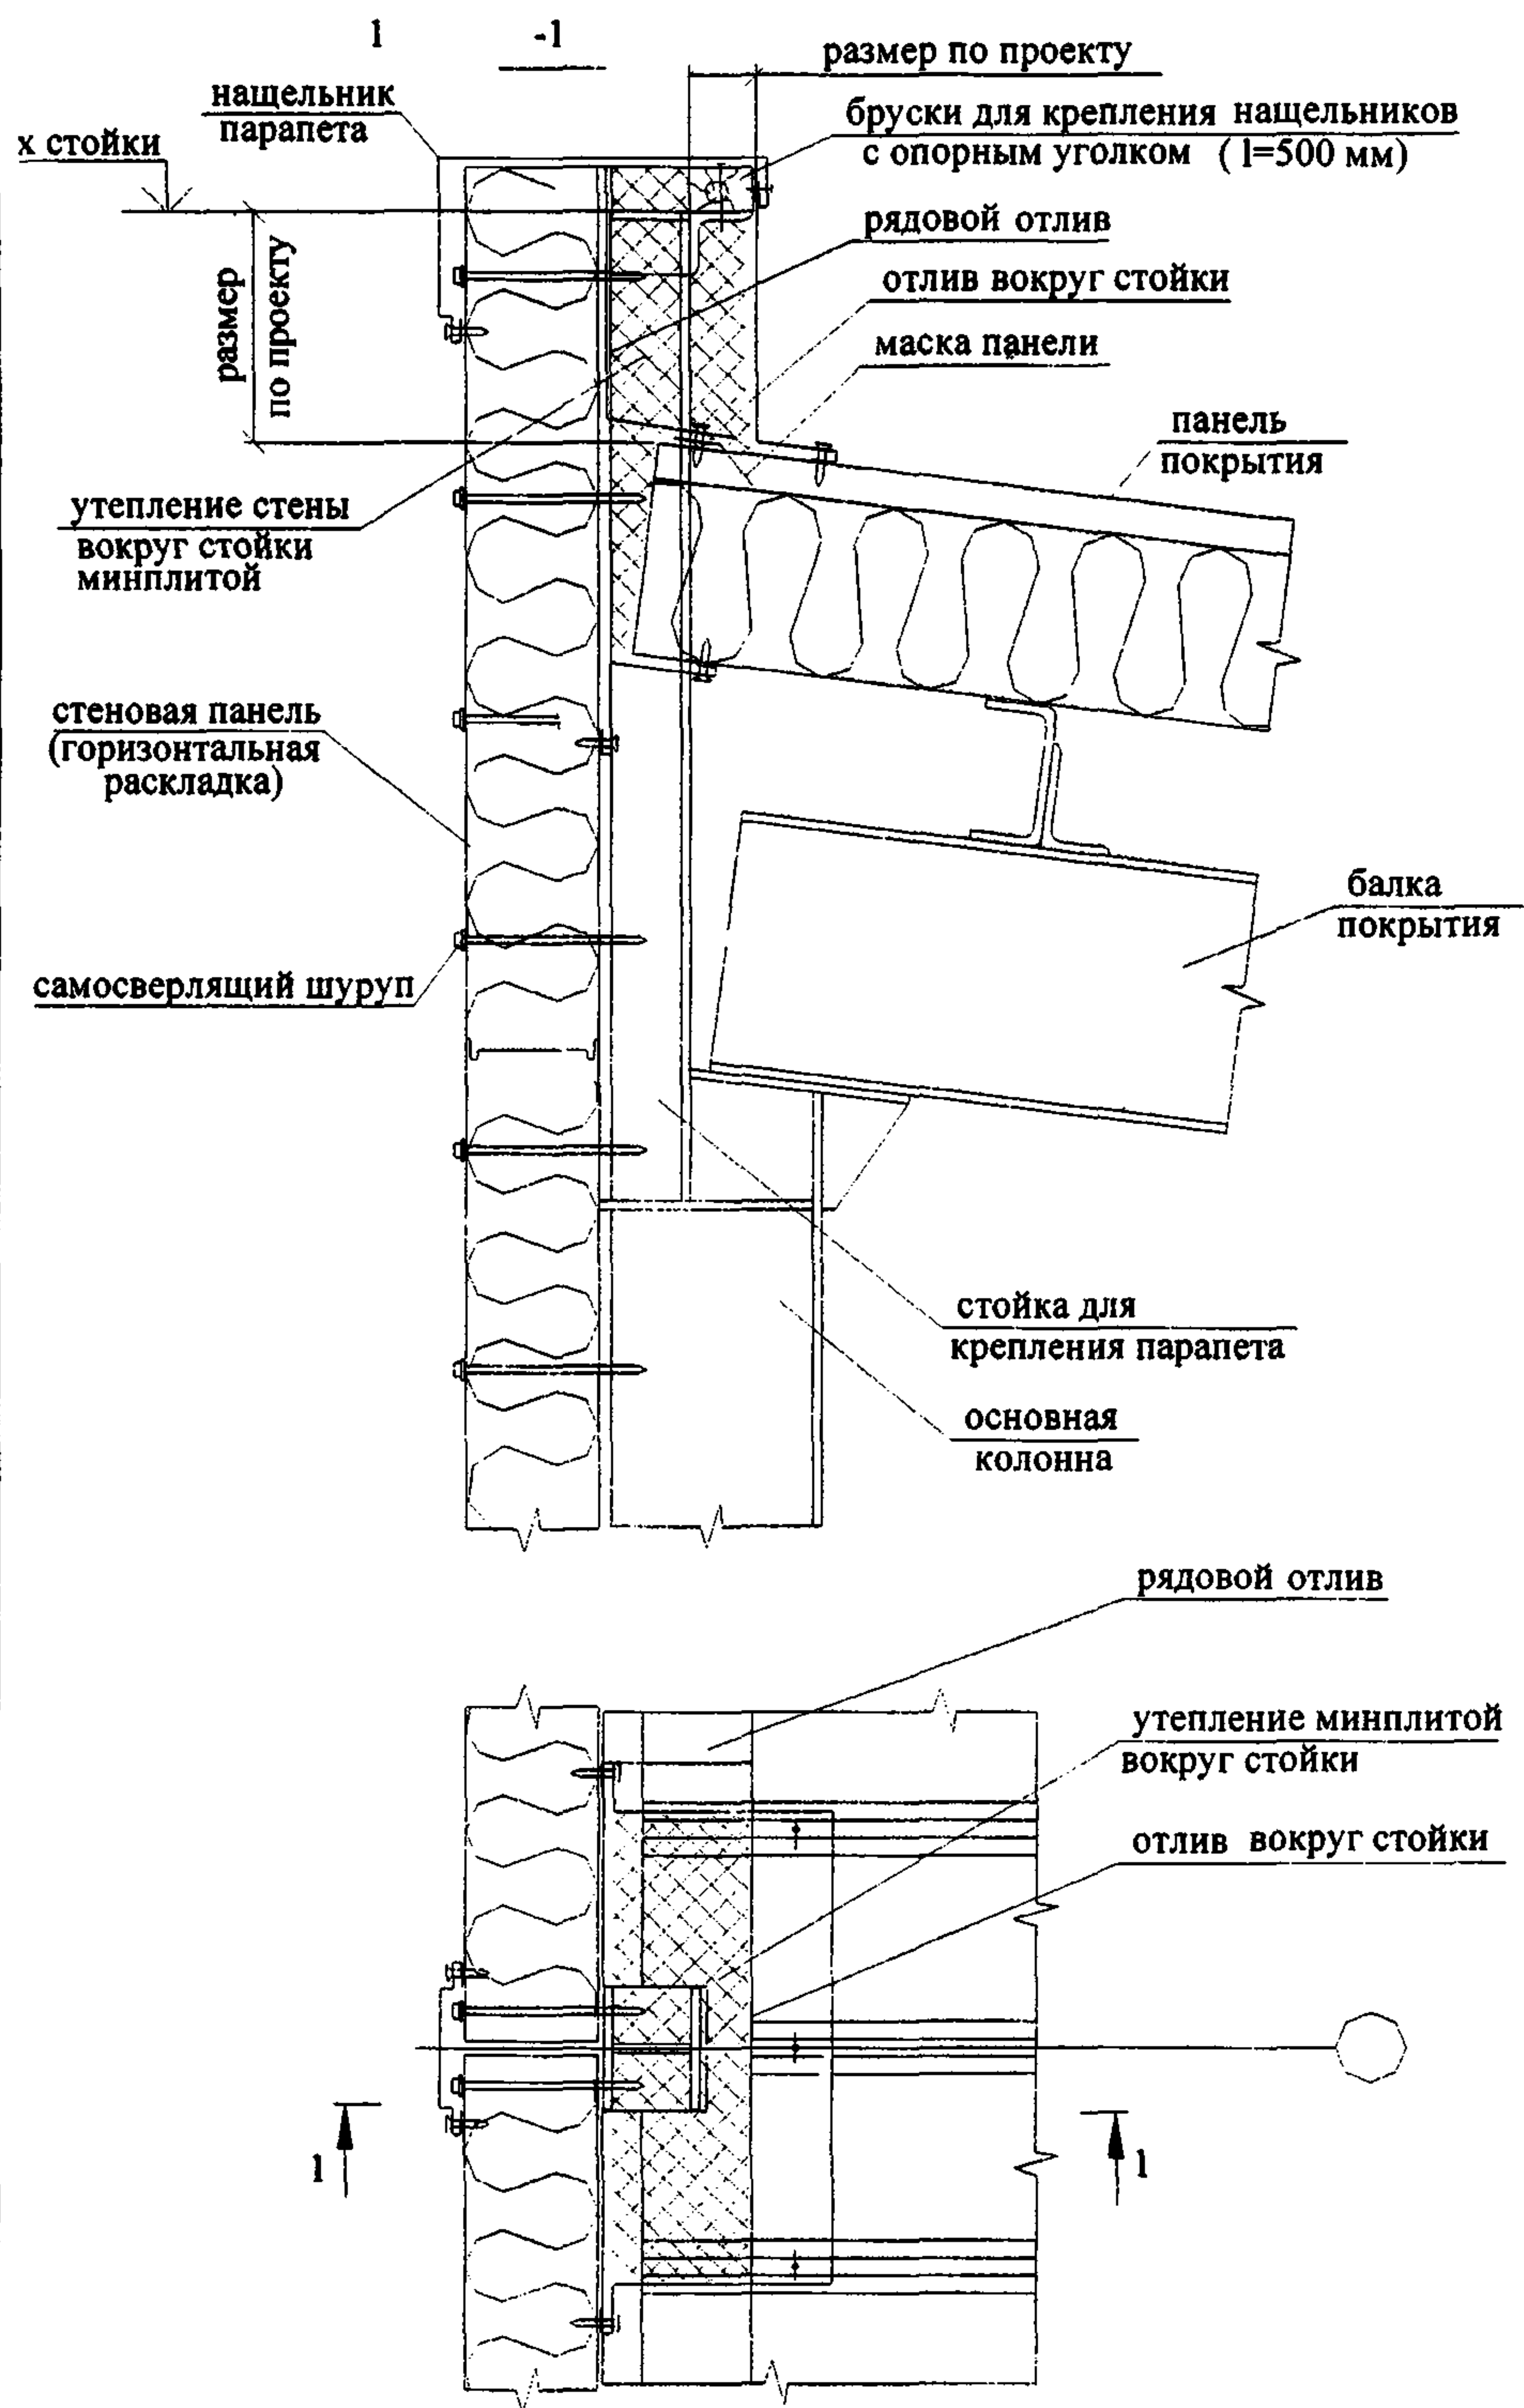 1 -1
размер по проекту
нащельник
парапета
бруски для крепления нащельников
с опорным уголком ( l=500 мм)
х стойки
рядовой отлив
отлив вокруг стойки
размер
по проекту
маска панели
панель
покрытия
утепление стены
вокруг стойки
минплитой
стеновая панель
(горизонтальная
раскладка)
балка
покрытия
самосверлящий шуруп
стойка для
крепления парапета
основная
колонна
рядовой отлив
утепление минплитой
вокруг стойки
отлив вокруг стойки
1 1